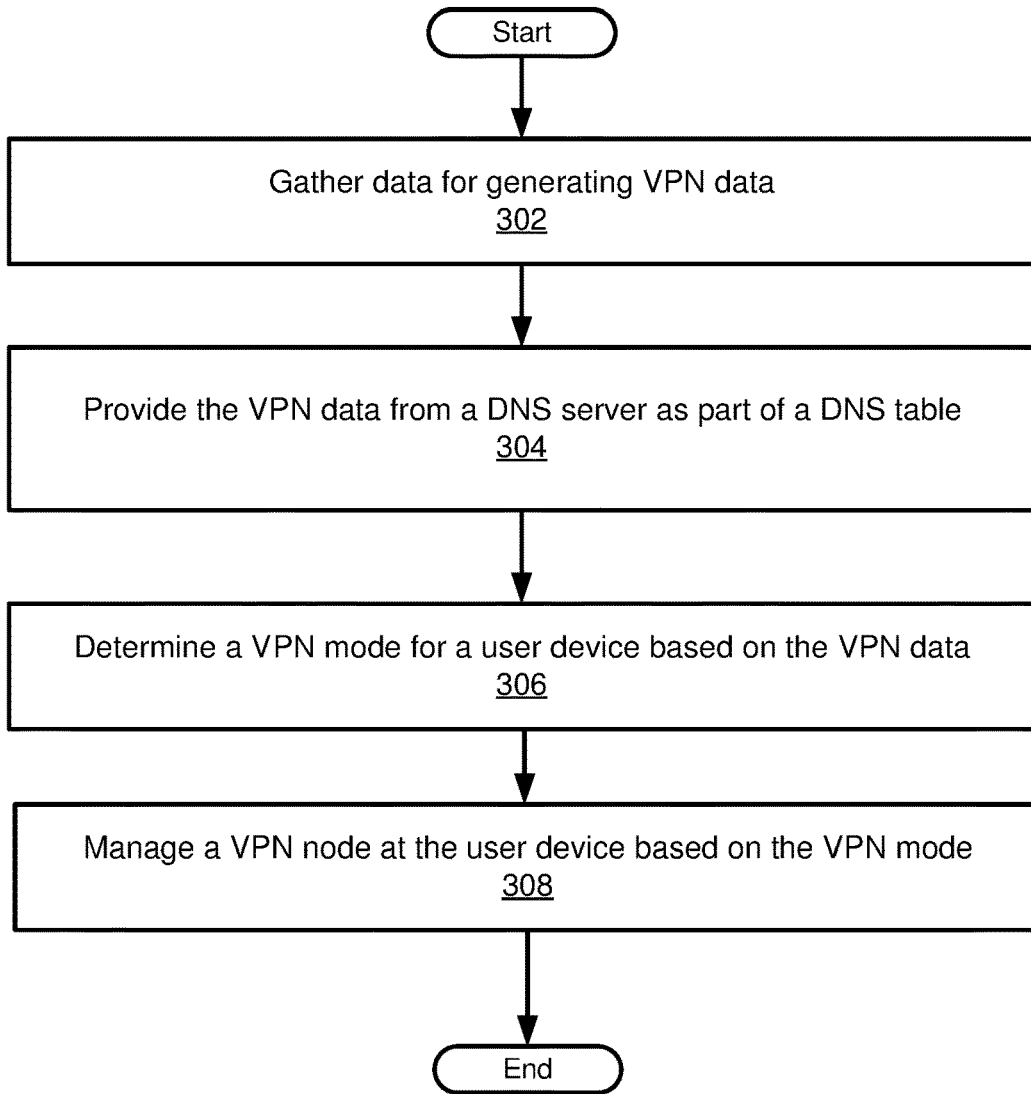 Start
Gather data for generating VPN data
302
Provide the VPN data from a DNS server as part of a DNS table
304
Determine a VPN mode for a user device based on the VPN data
306
Manage a VPN node at the user device based on the VPN mode
308
End